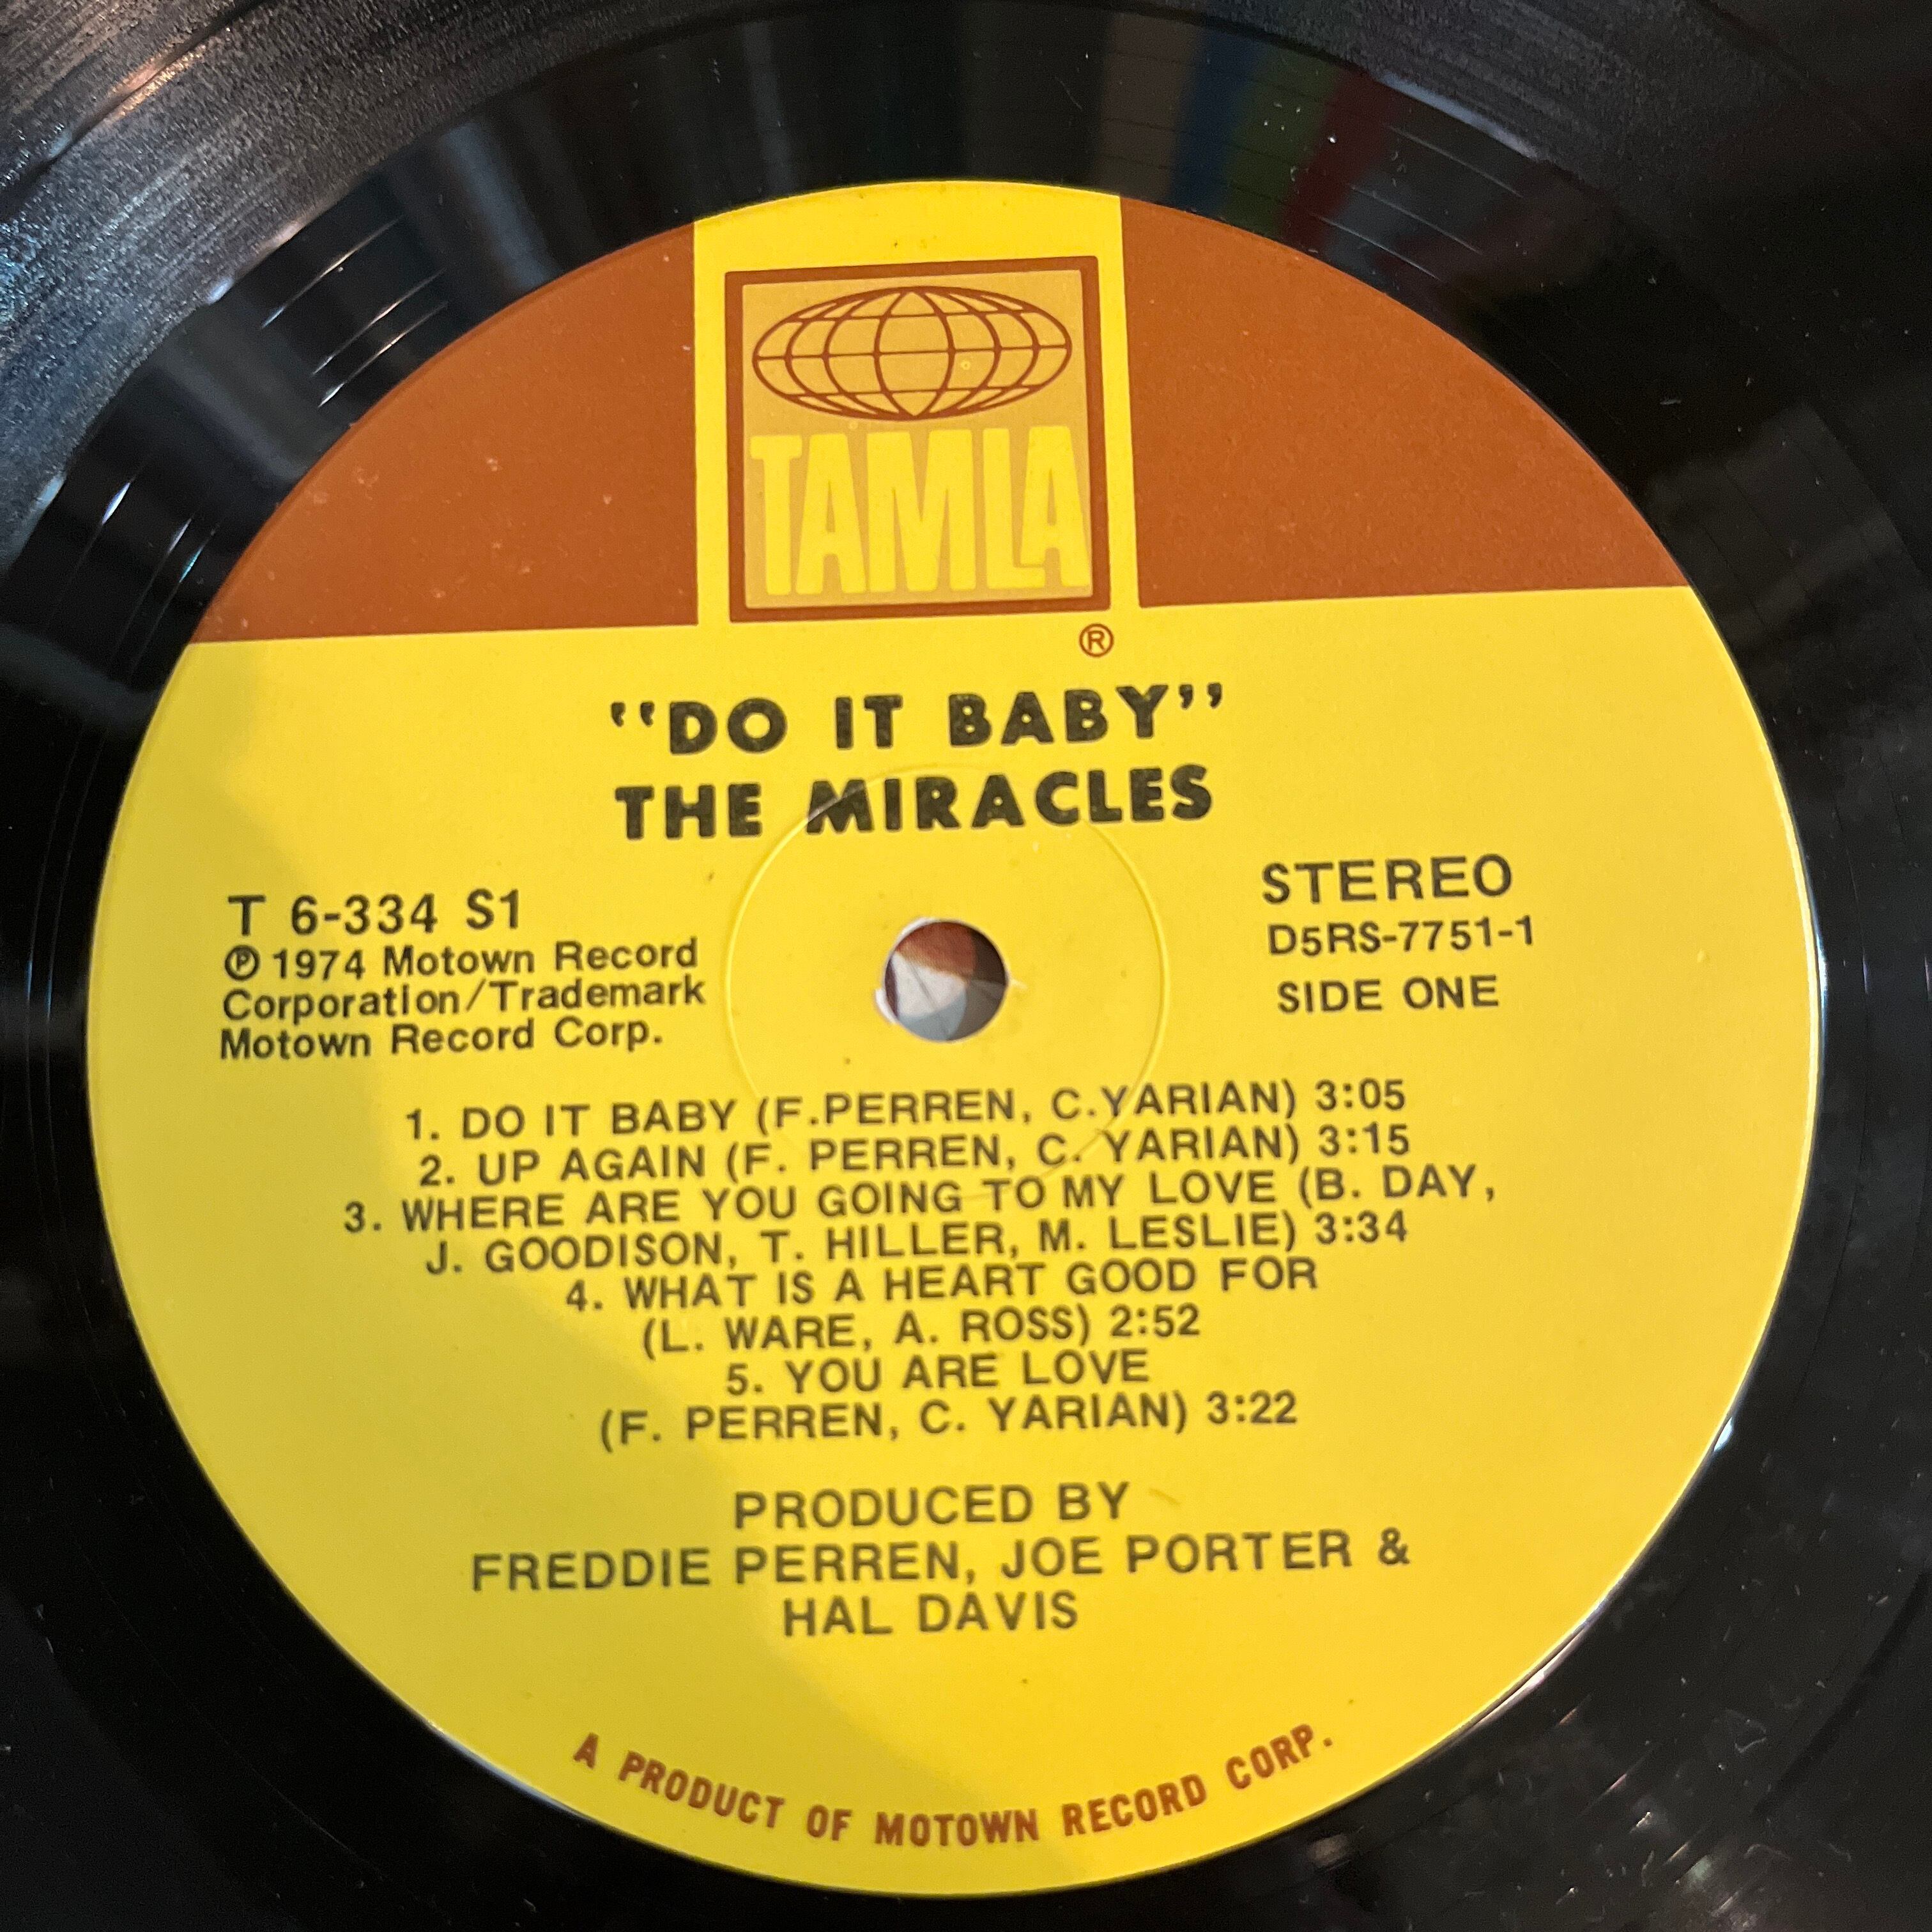 TAMLA
®
"DO IT BABY"
THE MIRACLES
T 6-334 S1
℗ 1974 Motown Record
Corporation/Trademark
Motown Record Corp.
STEREO
D5RS-7751-1
SIDE ONE
1. DO IT BABY (F.PERREN, C.YARIAN) 3:05
2. UP AGAIN (F. PERREN, C. YARIAN) 3:15
3. WHERE ARE YOU GOING TO MY LOVE (B. DAY,
J. GOODISON, T. HILLER, M. LESLIE) 3:34
4. WHAT IS A HEART GOOD FOR
(L. WARE, A. ROSS) 2:52
5. YOU ARE LOVE
(F. PERREN, C. YARIAN) 3:22
PRODUCED BY
FREDDIE PERREN, JOE PORTER &
HAL DAVIS
A PRODUCT OF MOTOWN RECORD CORP.